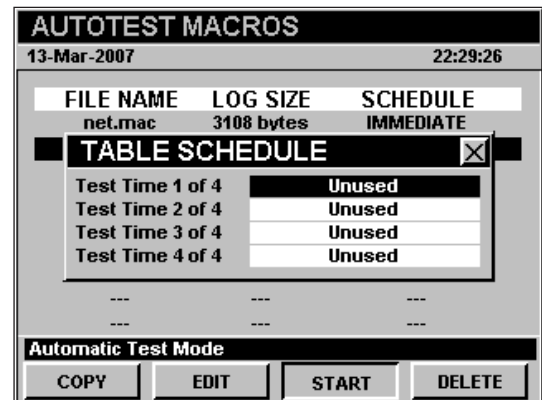 AUTOTEST MACROS
13-Mar-2007 22:29:26
FILE NAME LOG SIZE SCHEDULE
net.mac 3108 bytes IMMEDIATE
TABLE SCHEDULE
Test Time 1 of 4 Unused
Test Time 2 of 4 Unused
Test Time 3 of 4 Unused
Test Time 4 of 4 Unused
--- --- ---
--- --- ---
Automatic Test Mode
COPY EDIT START DELETE